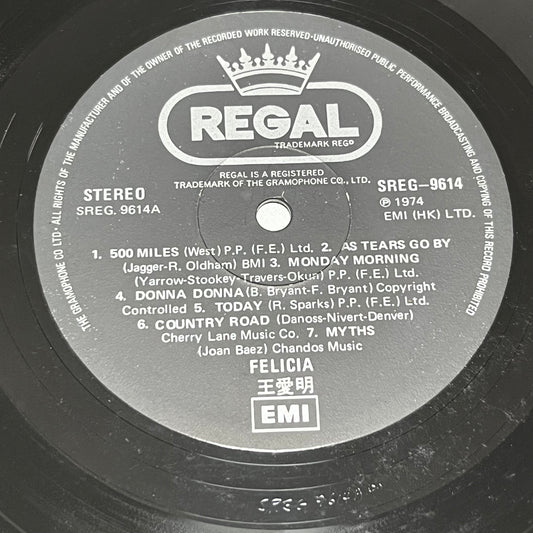 THE GRAMOPHONE CO LTD · ALL RIGHTS OF THE MANUFACTURER AND OF THE OWNER OF THE RECORDED WORK RESERVED-UNAUTHORISED PUBLIC PERFORMANCE BROADCASTING AND COPYING OF THIS RECORD PROHIBITED
REGAL
TRADEMARK REGD
REGAL IS A REGISTERED
TRADEMARK OF THE GRAMOPHONE CO., LTD.
STEREO
SREG. 9614A
SREG-9614
℗ 1974
EMI (HK) LTD.
1. 500 MILES (West) P.P. (F.E.) Ltd. 2. AS TEARS GO BY
(Jagger-R. Oldham) BMI 3. MONDAY MORNING
(Yarrow-Stookey-Travers-Okun) P.P. (F.E.) Ltd.
4. DONNA DONNA (B. Bryant-F. Bryant) Copyright
Controlled 5. TODAY (R. Sparks) P.P. (F.E.) Ltd.
6. COUNTRY ROAD (Danoss-Nivert-Denver)
Cherry Lane Music Co. 7. MYTHS
(Joan Baez) Chandos Music
FELICIA
王愛明
EMI